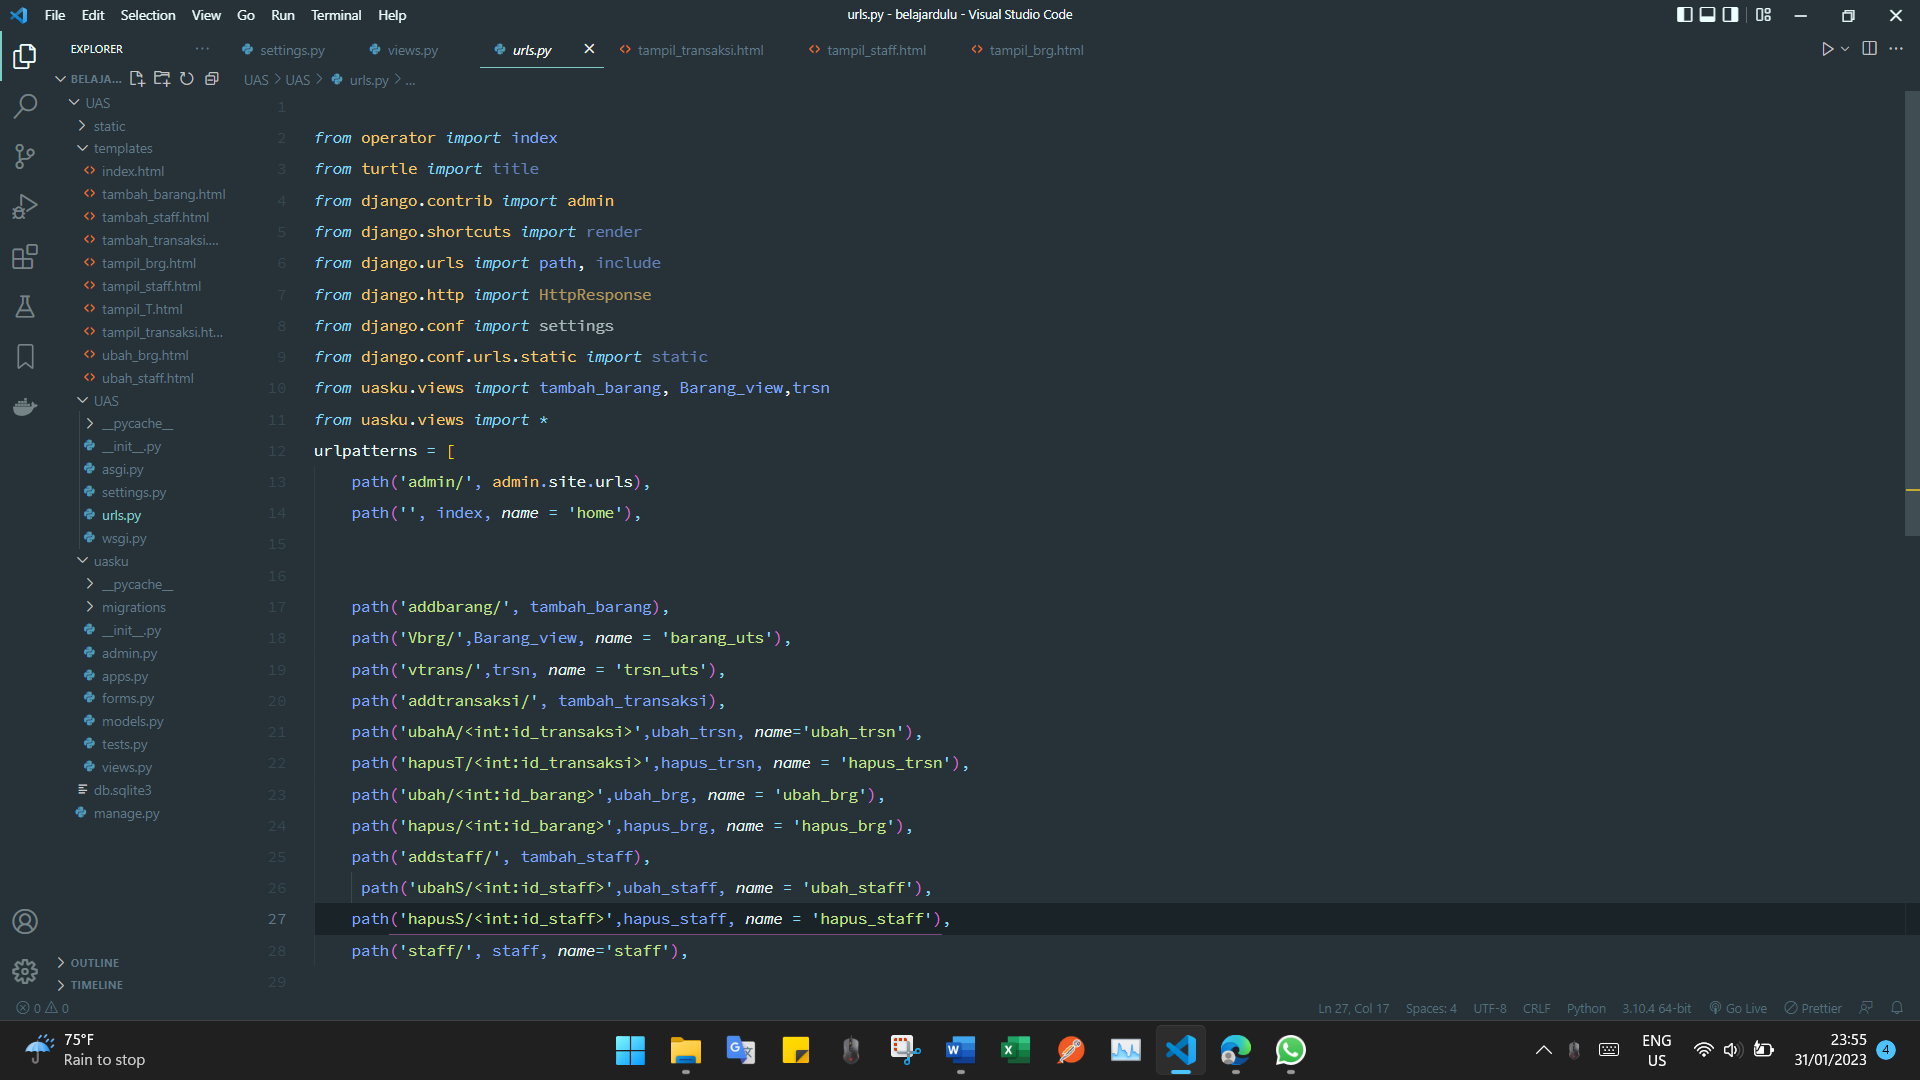 File Edit Selection View Go Run Terminal Help
urls.py - belajardulu - Visual Studio Code
EXPLORER
settings.py
views.py
urls.py
tampil_transaksi.html
tampil_staff.html
tampil_brg.html
BELAJA...
UAS > UAS > urls.py > ...
UAS
static
templates
index.html
tambah_barang.html
tambah_staff.html
tambah_transaksi....
tampil_brg.html
tampil_staff.html
tampil_T.html
tampil_transaksi.ht...
ubah_brg.html
ubah_staff.html
UAS
__pycache__
__init__.py
asgi.py
settings.py
urls.py
wsgi.py
uasku
__pycache__
migrations
__init__.py
admin.py
apps.py
forms.py
models.py
tests.py
views.py
db.sqlite3
manage.py
OUTLINE
TIMELINE
1
2 from operator import index
3 from turtle import title
4 from django.contrib import admin
5 from django.shortcuts import render
6 from django.urls import path, include
7 from django.http import HttpResponse
8 from django.conf import settings
9 from django.conf.urls.static import static
10 from uasku.views import tambah_barang, Barang_view,trsn
11 from uasku.views import *
12 urlpatterns = [
13 path('admin/', admin.site.urls),
14 path('', index, name = 'home'),
15
16
17 path('addbarang/', tambah_barang),
18 path('Vbrg/',Barang_view, name = 'barang_uts'),
19 path('vtrans/',trsn, name = 'trsn_uts'),
20 path('addtransaksi/', tambah_transaksi),
21 path('ubahA/<int:id_transaksi>',ubah_trsn, name='ubah_trsn'),
22 path('hapusT/<int:id_transaksi>',hapus_trsn, name = 'hapus_trsn'),
23 path('ubah/<int:id_barang>',ubah_brg, name = 'ubah_brg'),
24 path('hapus/<int:id_barang>',hapus_brg, name = 'hapus_brg'),
25 path('addstaff/', tambah_staff),
26 path('ubahS/<int:id_staff>',ubah_staff, name = 'ubah_staff'),
27 path('hapusS/<int:id_staff>',hapus_staff, name = 'hapus_staff'),
28 path('staff/', staff, name='staff'),
29
0 0
Ln 27, Col 17 Spaces: 4 UTF-8 CRLF Python 3.10.4 64-bit Go Live Prettier
75°F
Rain to stop
ENG
US
23:55
31/01/2023
4